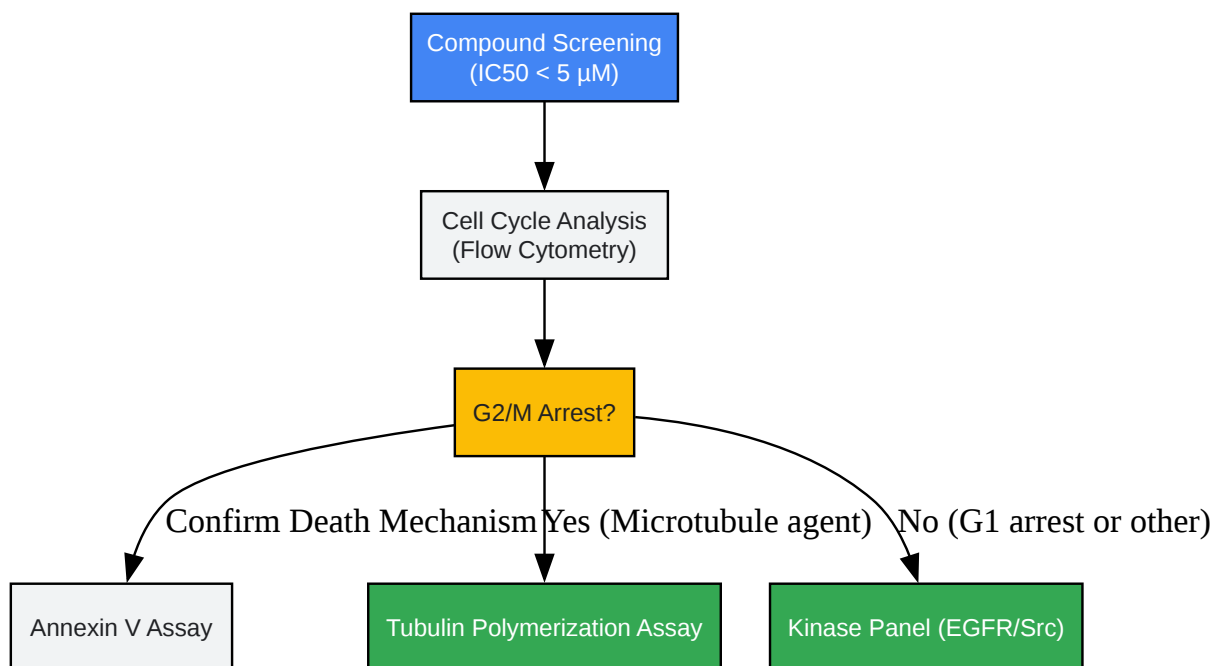 Compound Screening
(IC50 < 5 µM)
Cell Cycle Analysis
(Flow Cytometry)
G2/M Arrest?
Confirm Death Mechanism
Yes (Microtubule agent)
No (G1 arrest or other)
Annexin V Assay
Tubulin Polymerization Assay
Kinase Panel (EGFR/Src)